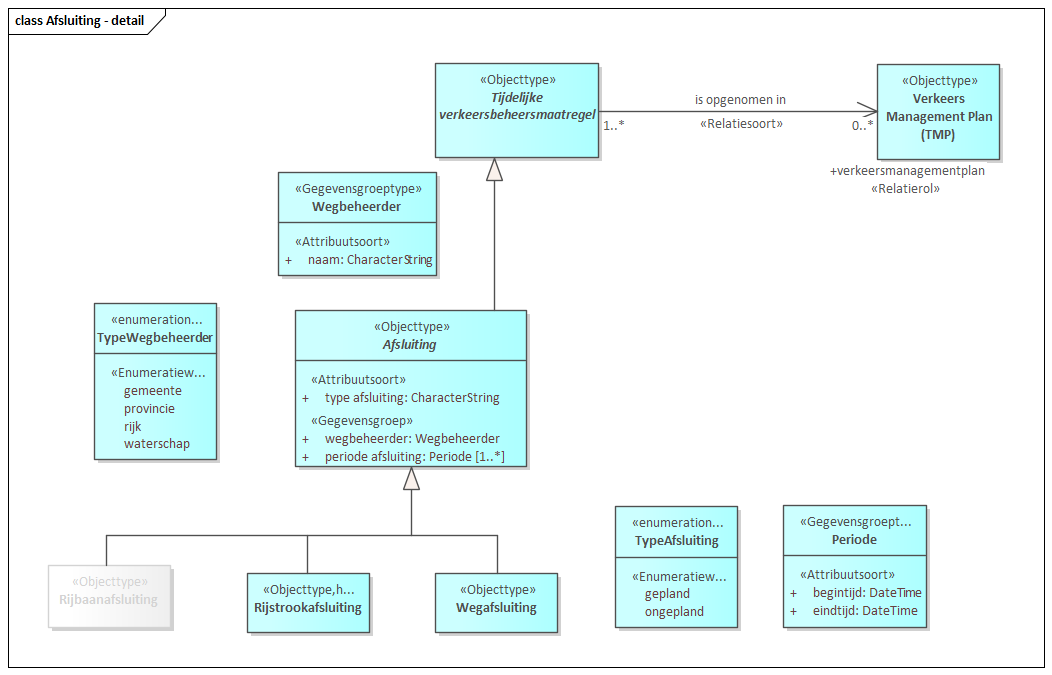 class Afsluiting - detail
«Objecttype»
Tijdelijke
verkeersbeheersmaatregel
is opgenomen in
«Relatiesoort»
1..*
0..*
«Objecttype»
Verkeers
Management Plan
(TMP)
+verkeersmanagementplan
«Relatierol»
«Gegevensgroeptype»
Wegbeheerder
«Attribuutsoort»
+ naam: CharacterString
«enumeration...
TypeWegbeheerder
«Enumeratiew...
gemeente
provincie
rijk
waterschap
«Objecttype»
Afsluiting
«Attribuutsoort»
+ type afsluiting: CharacterString
«Gegevensgroep»
+ wegbeheerder: Wegbeheerder
+ periode afsluiting: Periode [1..*]
«Objecttype»
Rijbaanafsluiting
«Objecttype,h...
Rijstrookafsluiting
«Objecttype»
Wegafsluiting
«enumeration...
TypeAfsluiting
«Enumeratiew...
gepland
ongepland
«Gegevensgroept...
Periode
«Attribuutsoort»
+ begintijd: DateTime
+ eindtijd: DateTime